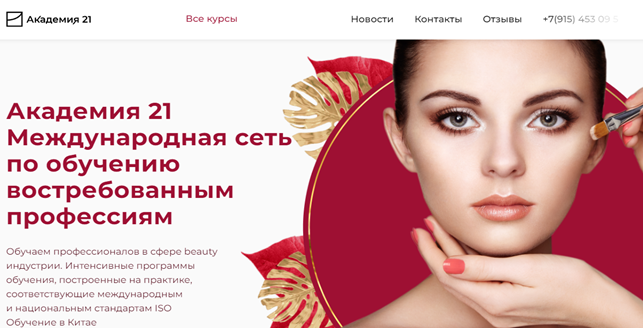 Академия 21
Все курсы
Новости
Контакты
Отзывы
+7(915) 453 09
Академия 21
Международная сеть
по обучению
востребованным
профессиям
Обучаем профессионалов в сфере beauty
индустрии. Интенсивные программы
обучения, построенные на практике,
соответствующие международным
и национальным стандартам ISO
Обучение в Китае